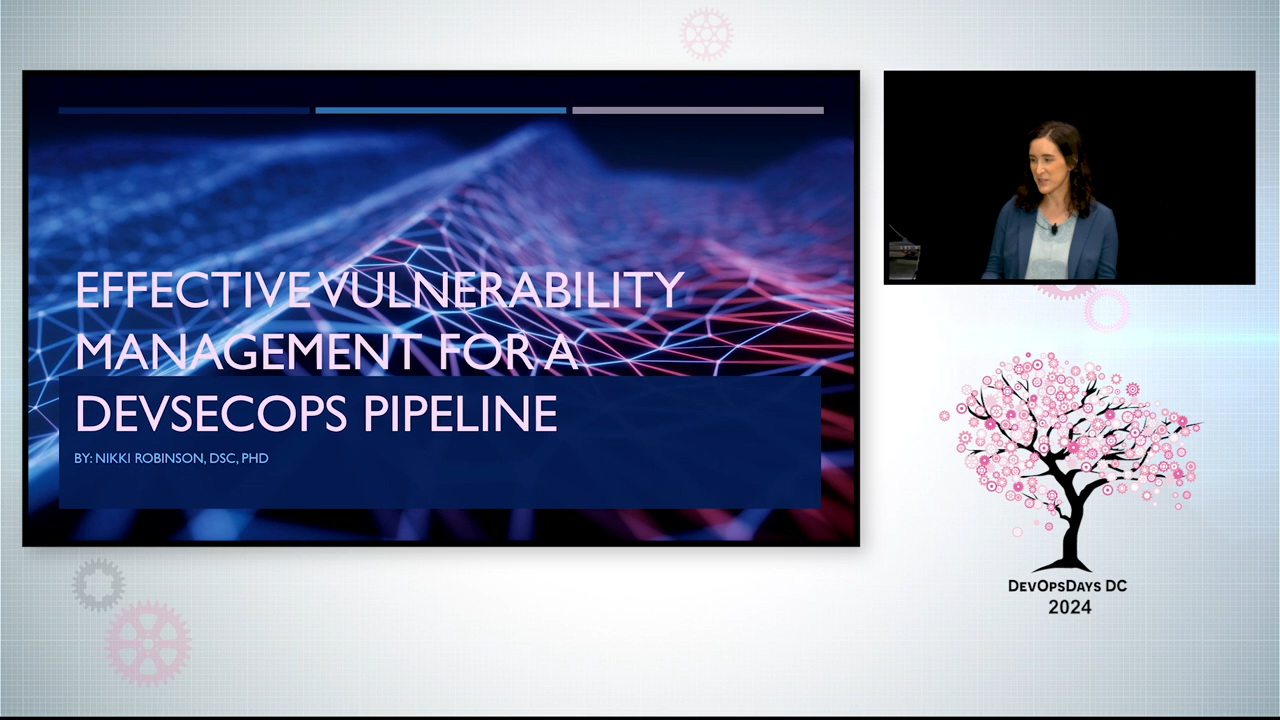 EFFECTIVE VULNERABILITY
MANAGEMENT FOR A
DEVSECOPS PIPELINE
BY: NIKKI ROBINSON, DSC, PHD
DEVOPSDAYS DC
2024